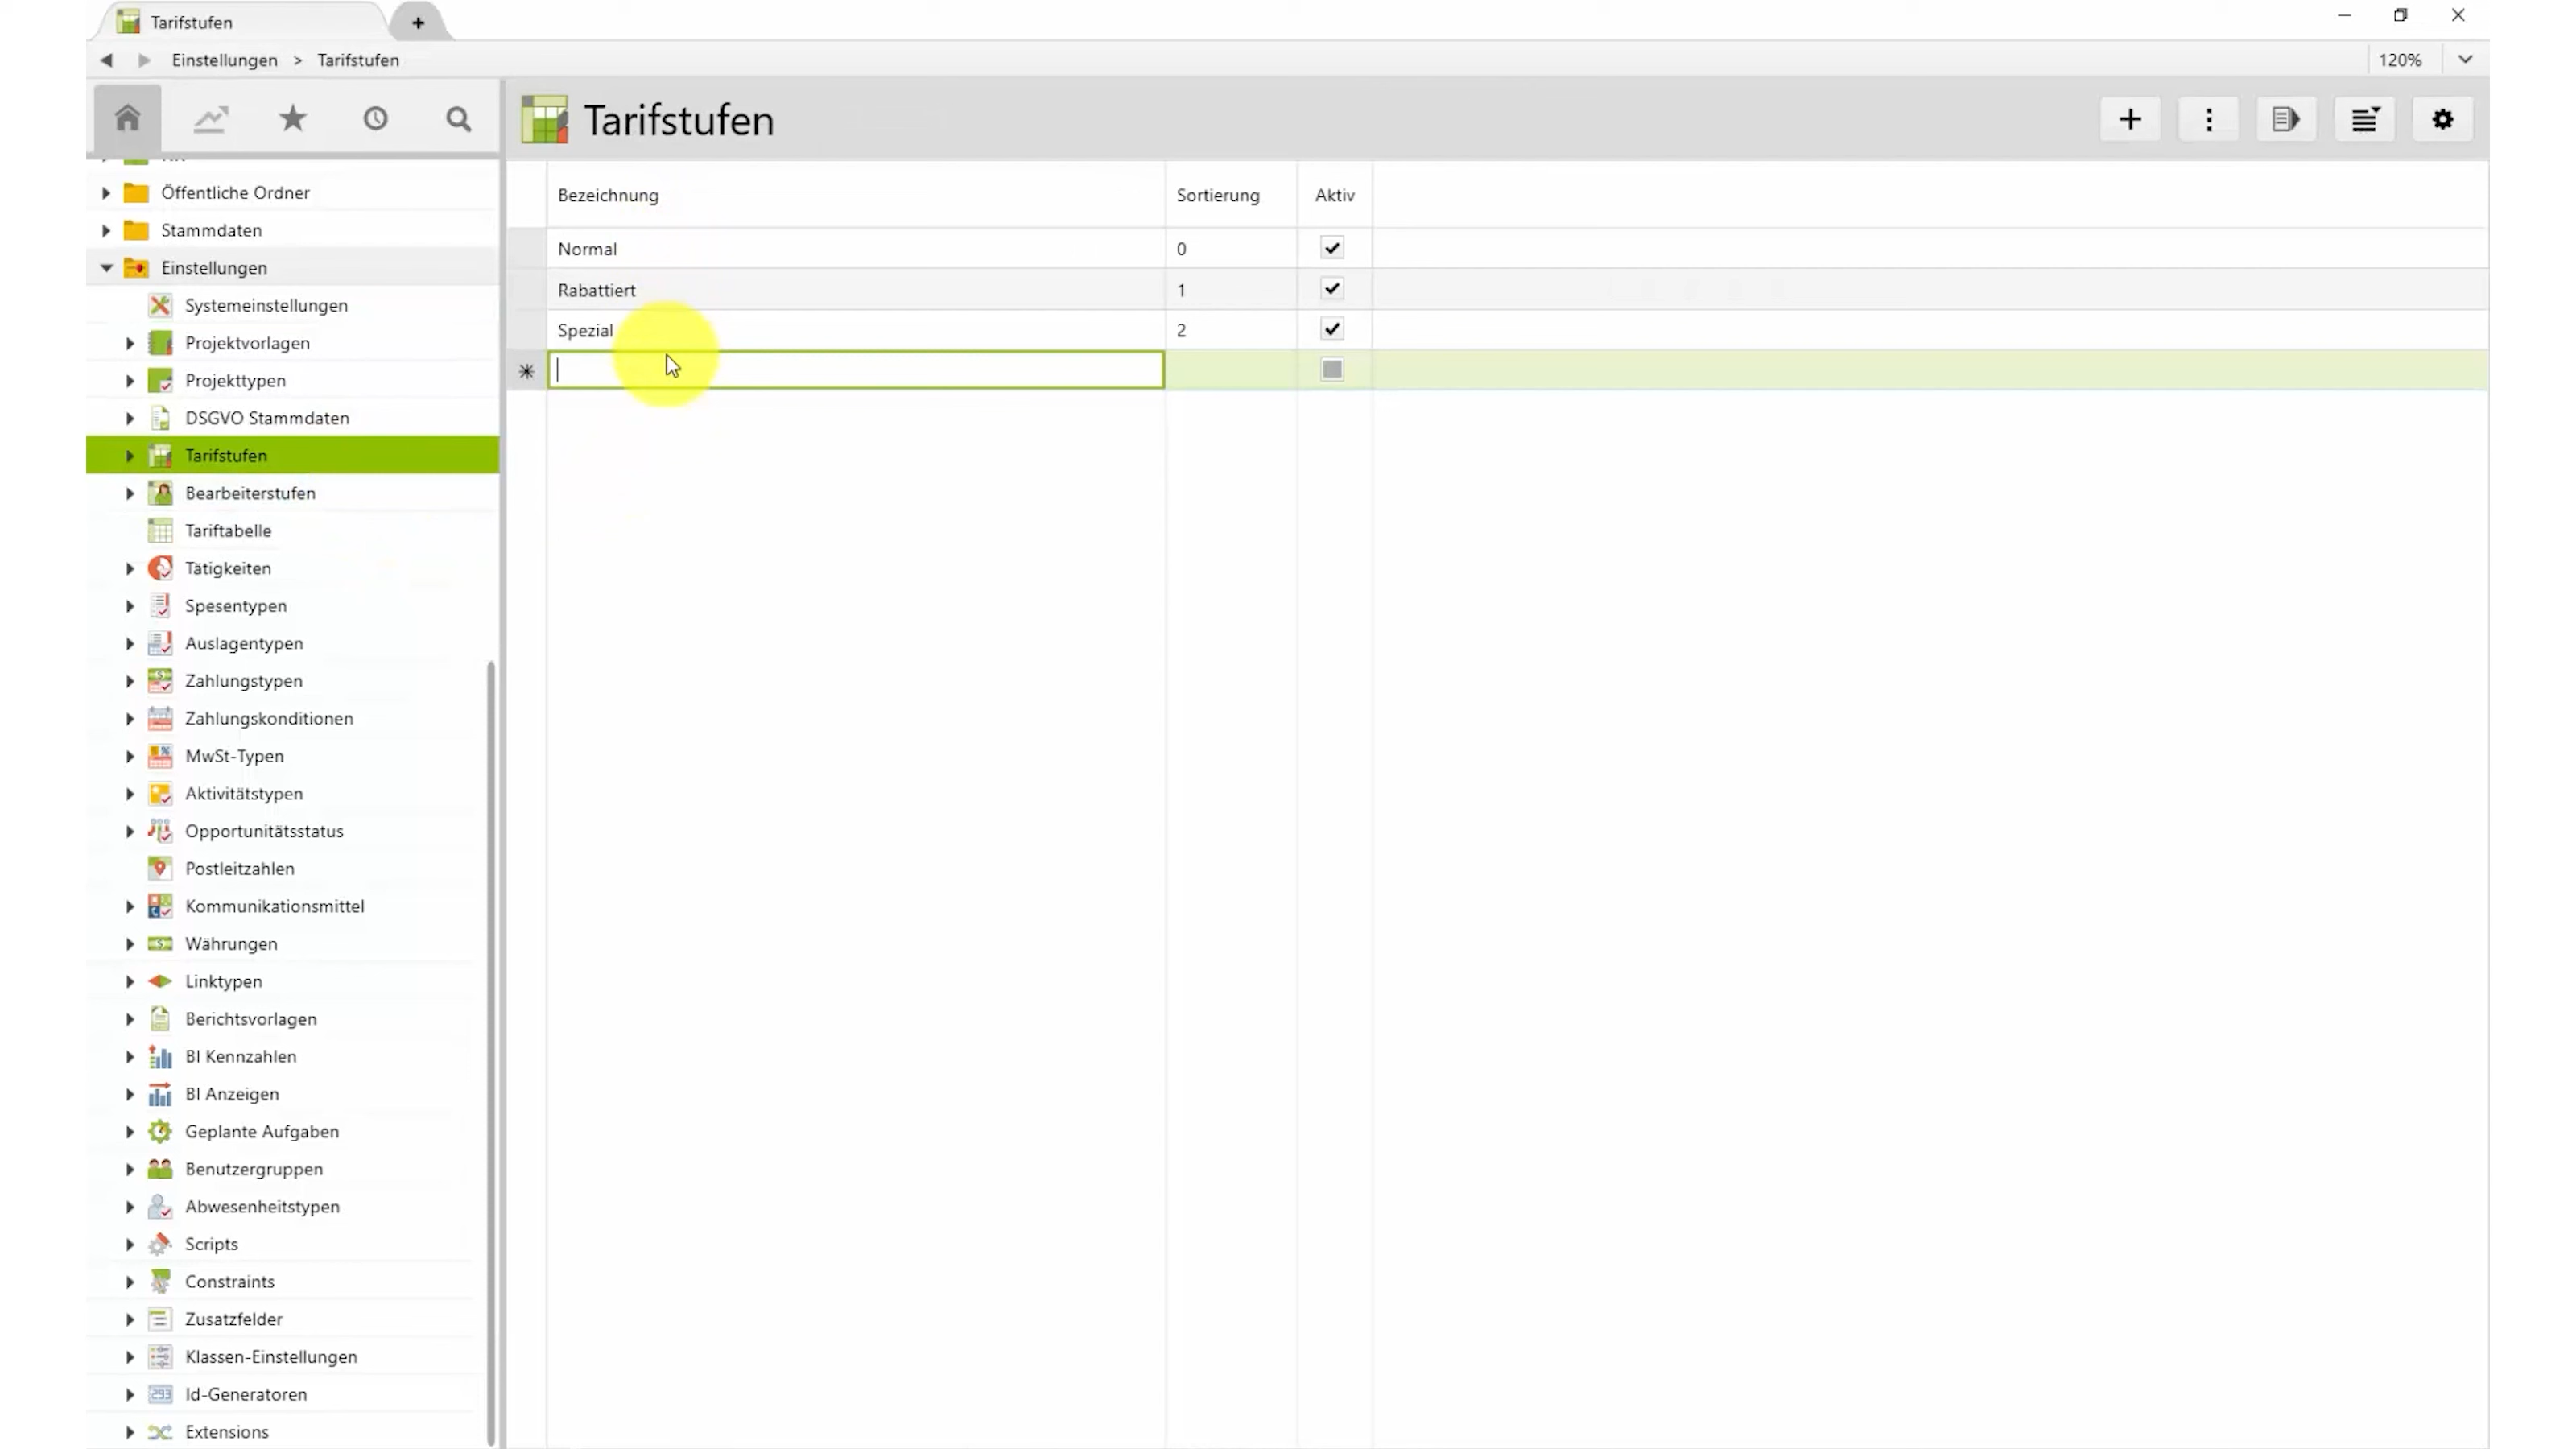 Tarifstufen
Einstellungen > Tarifstufen
120%
Tarifstufen
Öffentliche Ordner
Stammdaten
Einstellungen
Systemeinstellungen
Projektvorlagen
Projekttypen
DSGVO Stammdaten
Tarifstufen
Bearbeiterstufen
Tariftabelle
Tätigkeiten
Spesentypen
Auslagentypen
Zahlungstypen
Zahlungskonditionen
MwSt-Typen
Aktivitätstypen
Opportunitätsstatus
Postleitzahlen
Kommunikationsmittel
Währungen
Linktypen
Berichtsvorlagen
BI Kennzahlen
BI Anzeigen
Geplante Aufgaben
Benutzergruppen
Abwesenheitstypen
Scripts
Constraints
Zusatzfelder
Klassen-Einstellungen
Id-Generatoren
Extensions
Bezeichnung Sortierung Aktiv
Normal 0
Rabattiert 1
Spezial 2